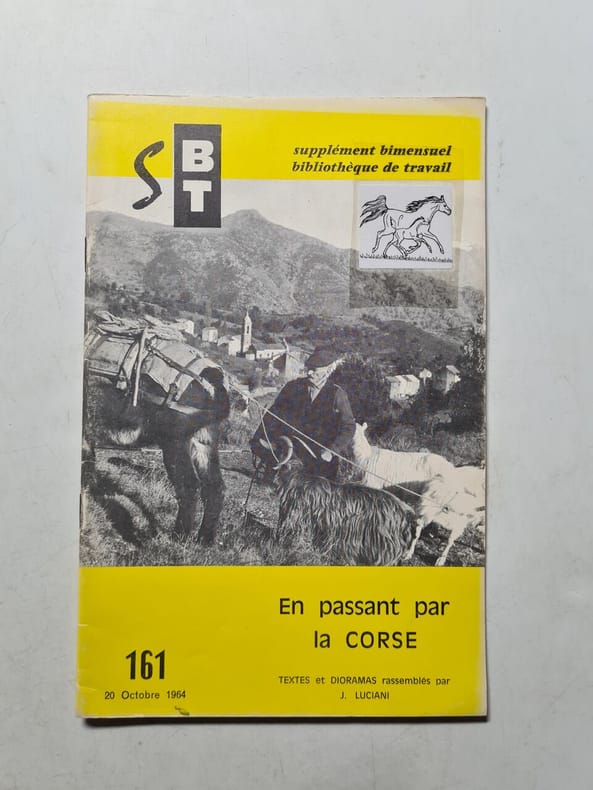 S
BT
supplément bimensuel
bibliothèque de travail
En passant par
la CORSE
161
20 Octobre 1964
TEXTES et DIORAMAS rassemblés par
J. LUCIANI